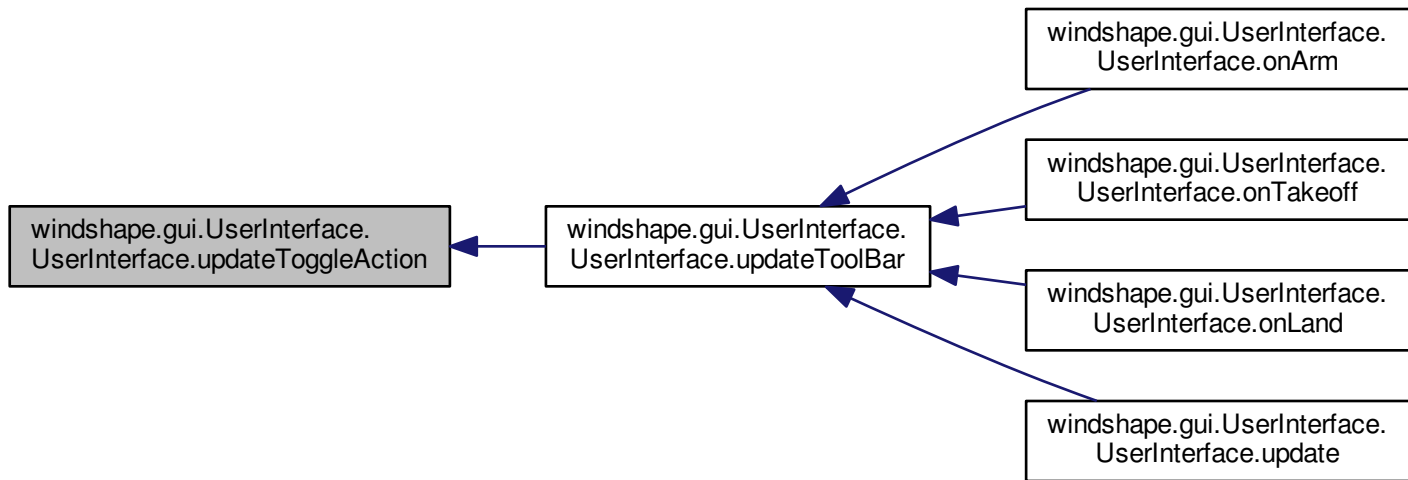 windshape.gui.UserInterface.
UserInterface.updateToggleAction
windshape.gui.UserInterface.
UserInterface.updateToolBar
windshape.gui.UserInterface.
UserInterface.onArm
windshape.gui.UserInterface.
UserInterface.onTakeoff
windshape.gui.UserInterface.
UserInterface.onLand
windshape.gui.UserInterface.
UserInterface.update